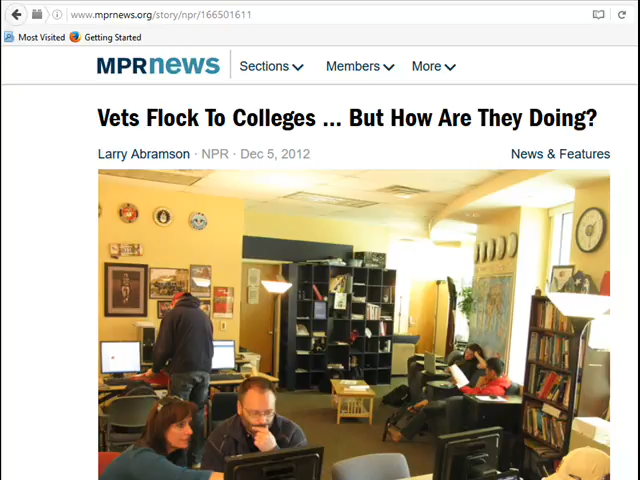 www.mprnews.org/story/npr/166501611
Most Visited Getting Started
MPRnews Sections Members More
Vets Flock To Colleges ... But How Are They Doing?
Larry Abramson · NPR · Dec 5, 2012 News & Features